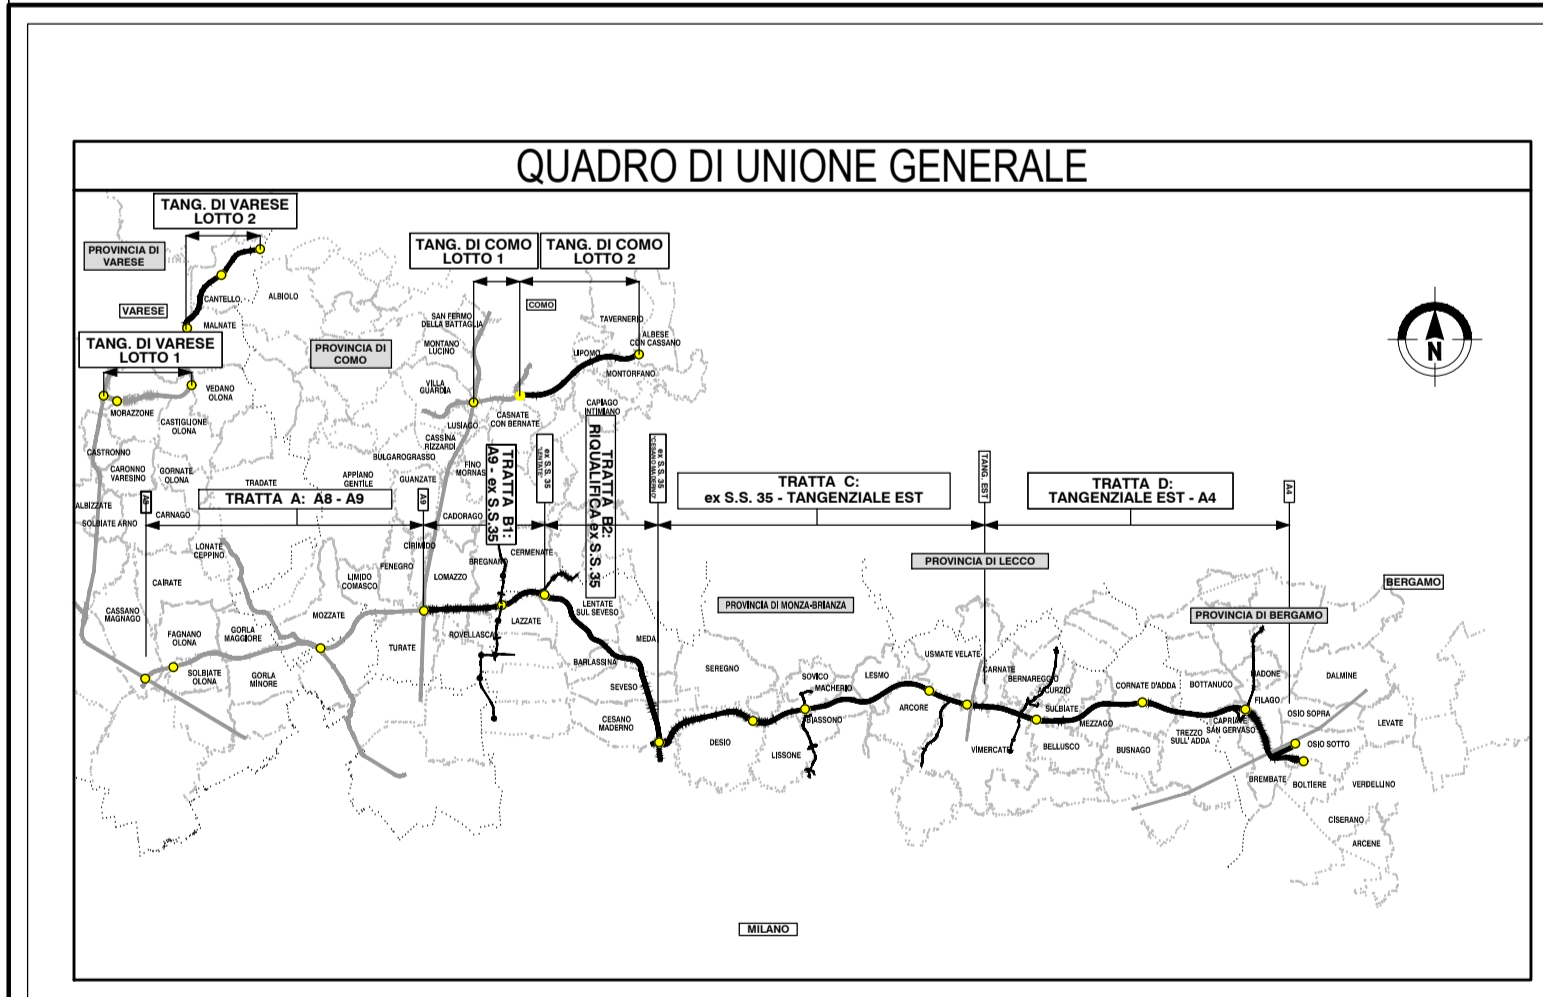 QUADRO DI UNIONE GENERALE
TANG. DI VARESE
LOTTO 2
PROVINCIA DI
VARESE
TANG. DI COMO
LOTTO 1
TANG. DI COMO
LOTTO 2
CANTELLO
ALBIOLO
VARESE
MALNATE
COMO
SAN FERMO
DELLA BATTAGLIA
TAVERNERIO
ALBESE
CON CASSANO
MONTANO
LUCINO
LIPOMO
MONTORFANO
TANG. DI VARESE
LOTTO 1
PROVINCIA DI
COMO
N
VILLA
GUARDIA
VEDANO
OLONA
MORAZZONE
CASTIGLIONE
OLONA
LUSIAGO
CASNATE
CON BERNATE
CAPIAGO
INTIMIANO
CASSINA
RIZZARDI
CASTRONNO
CARONNO
VARESINO
GORNATE
OLONA
BULGAROGRASSO
FINO
MORNAS
TRADATE
APPIANO
GENTILE
GUANZATE
ALBIZZATE
SOLBIATE ARNO
CARNAGO
CADORAGO
A8
TRATTA A: A8 - A9
A9
TRATTA B1:
A9 - ex S.S.35
ex S.S. 35
"LENTATE"
TRATTA B2:
RIQUALIFICA ex S.S.35
ex S.S. 35
"CESANO MADERNO"
TRATTA C:
ex S.S. 35 - TANGENZIALE EST
TANG. EST
TRATTA D:
TANGENZIALE EST - A4
A4
LONATE
CEPPINO
CIRIMIDO
FENEGRO
BREGNANO
CERMENATE
PROVINCIA DI LECCO
BERGAMO
CAIRATE
LIMIDO
COMASCO
LOMAZZO
LENTATE
SUL SEVESO
PROVINCIA DI MONZA-BRIANZA
PROVINCIA DI BERGAMO
CASSANO
MAGNAGO
MOZZATE
LAZZATE
FAGNANO
OLONA
GORLA
MAGGIORE
ROVELLASCA
MEDA
TURATE
SOLBIATE
OLONA
GORLA
MINORE
BARLASSINA
SEREGNO
USMATE VELATE
CARNATE
SEVESO
SOVICO
MACHERIO
LESMO
BERNAREGGIO
AICURZIO
CORNATE D'ADDA
BOTTANUCO
MADONE
DALMINE
CESANO
MADERNO
BIASSONO
ARCORE
SULBIATE
MEZZAGO
FILAGO
OSIO SOPRA
DESIO
LISSONE
VIMERCATE
BELLUSCO
BUSNAGO
TREZZO
SULL' ADDA
CAPRIATE
SAN GERVASO
LEVATE
OSIO SOTTO
BREMBATE
BOLTIERE
VERDELLINO
CISERANO
ARCENE
MILANO